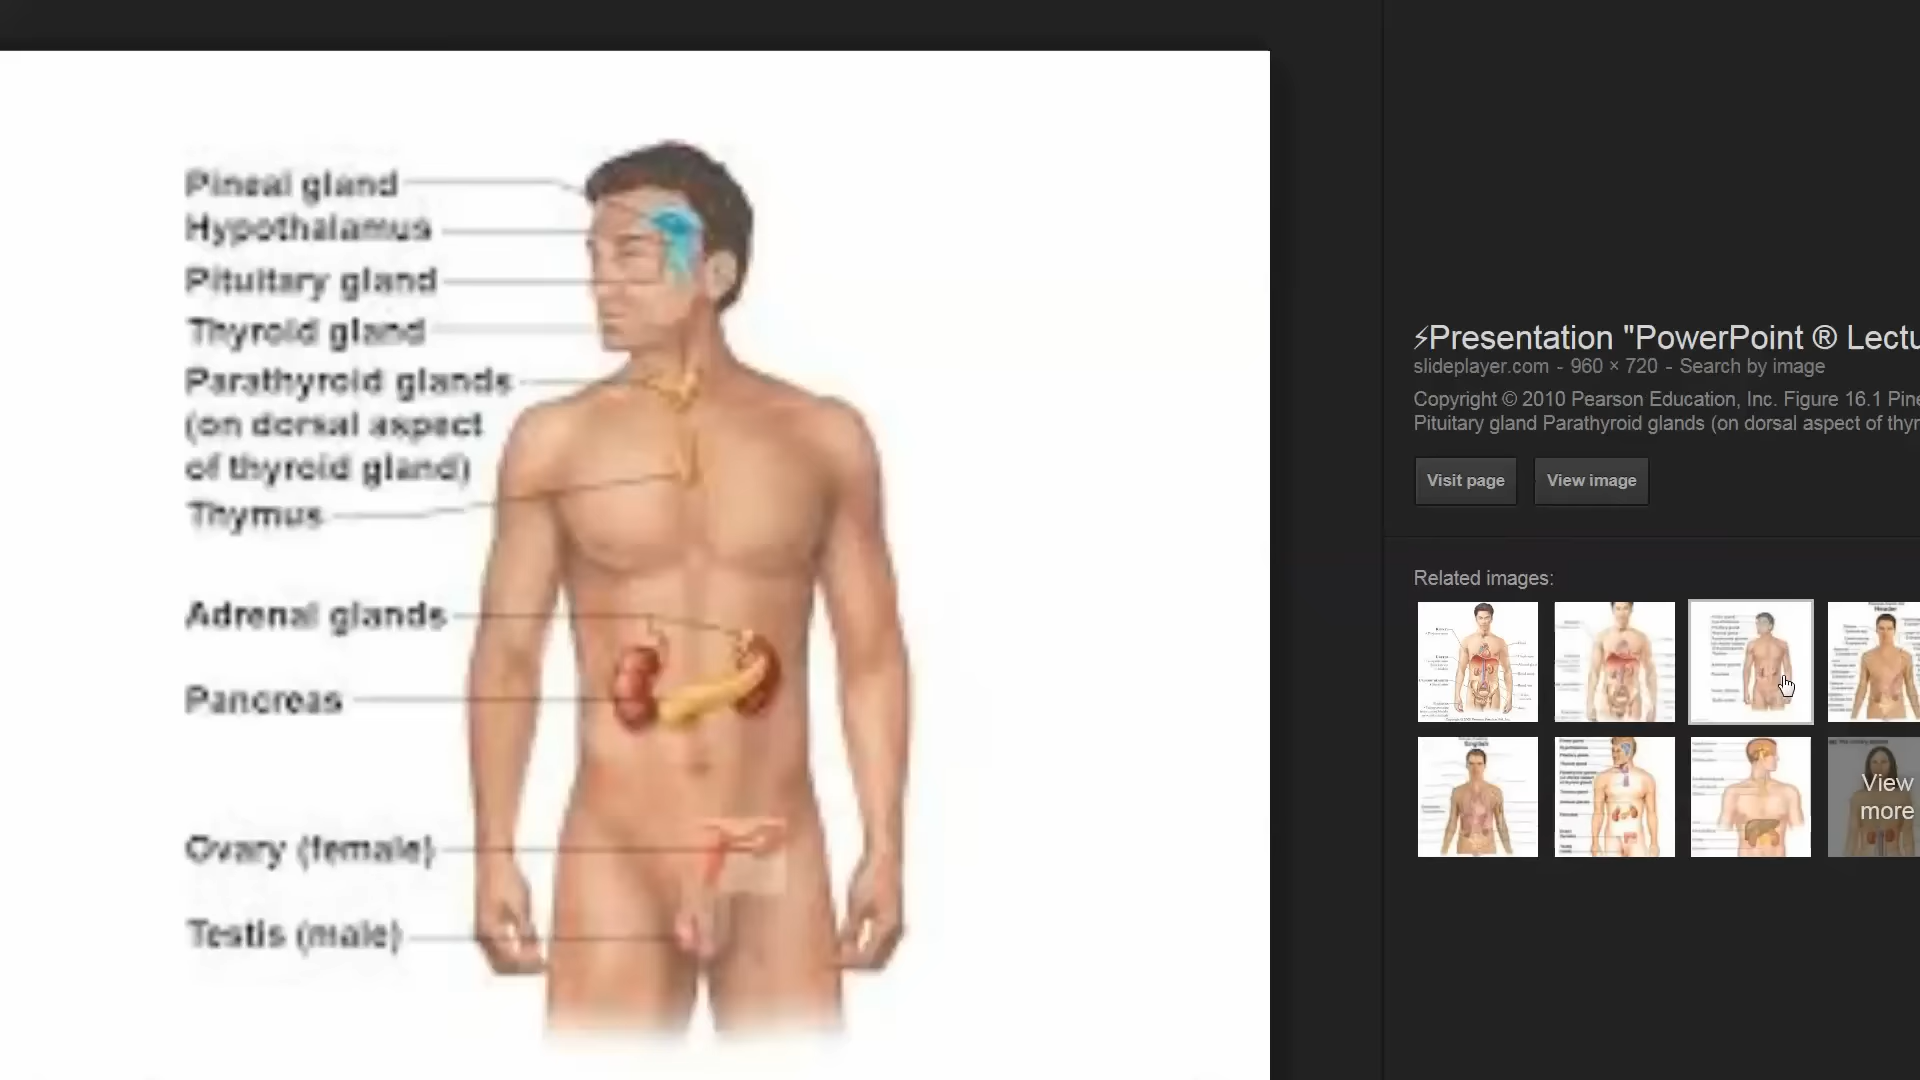 Pineal gland
Hypothalamus
Pituitary gland
Thyroid gland
Parathyroid glands
(on dorsal aspect
of thyroid gland)
Thymus
Adrenal glands
Pancreas
Ovary (female)
Testis (male)
⚡Presentation "PowerPoint ® Lectu
slideplayer.com - 960 × 720 - Search by image
Copyright © 2010 Pearson Education, Inc. Figure 16.1 Pine
Pituitary gland Parathyroid glands (on dorsal aspect of thyr
Visit page
View image
Related images:
View
more